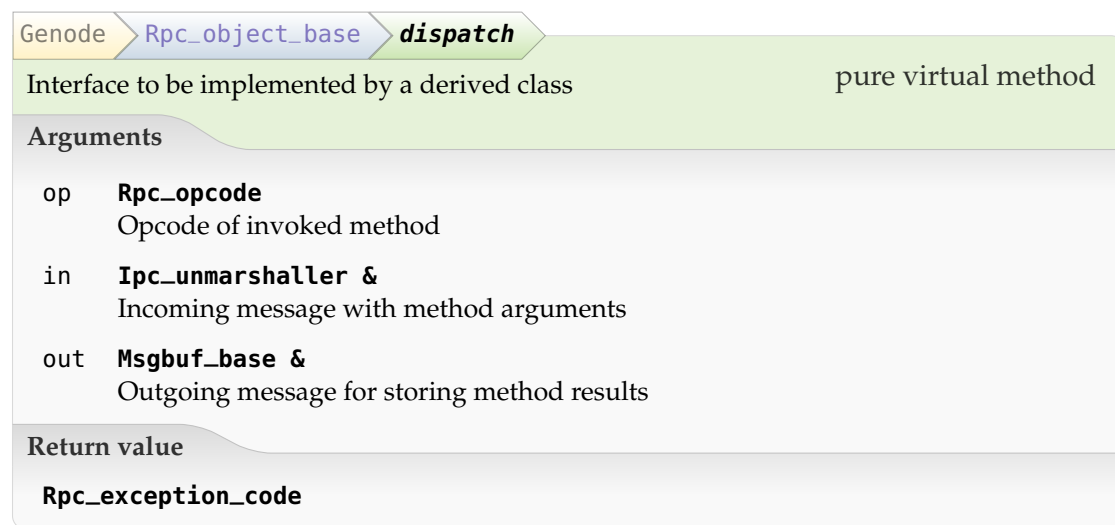 Genode Rpc_object_base dispatch
Interface to be implemented by a derived class pure virtual method
Arguments
op Rpc_opcode
Opcode of invoked method
in Ipc_unmarshaller &
Incoming message with method arguments
out Msgbuf_base &
Outgoing message for storing method results
Return value
Rpc_exception_code